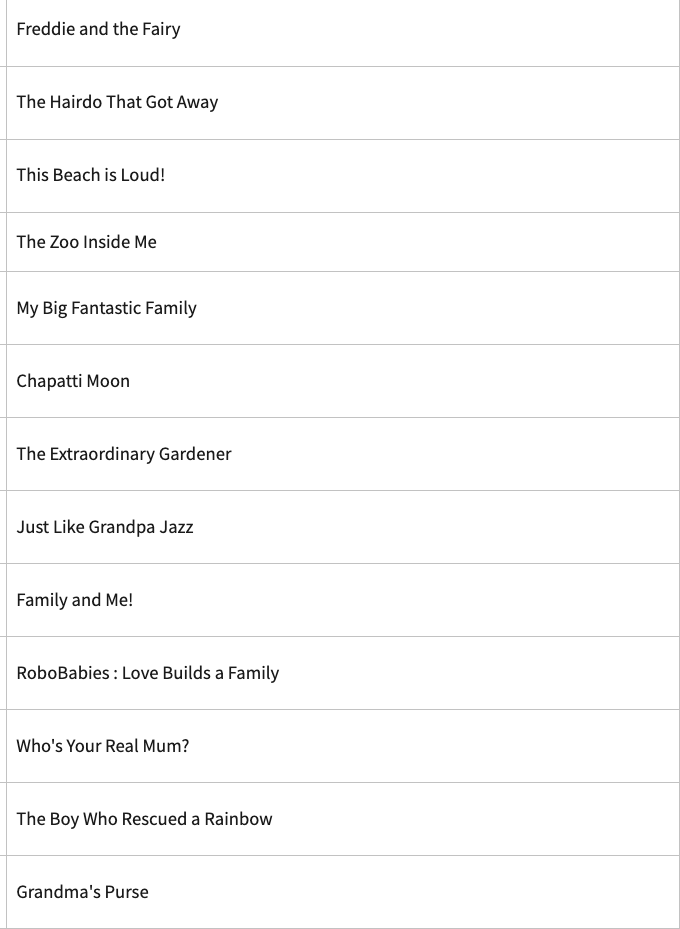 Freddie and the Fairy
The Hairdo That Got Away
This Beach is Loud!
The Zoo Inside Me
My Big Fantastic Family
Chapatti Moon
The Extraordinary Gardener
Just Like Grandpa Jazz
Family and Me!
RoboBabies : Love Builds a Family
Who's Your Real Mum?
The Boy Who Rescued a Rainbow
Grandma's Purse